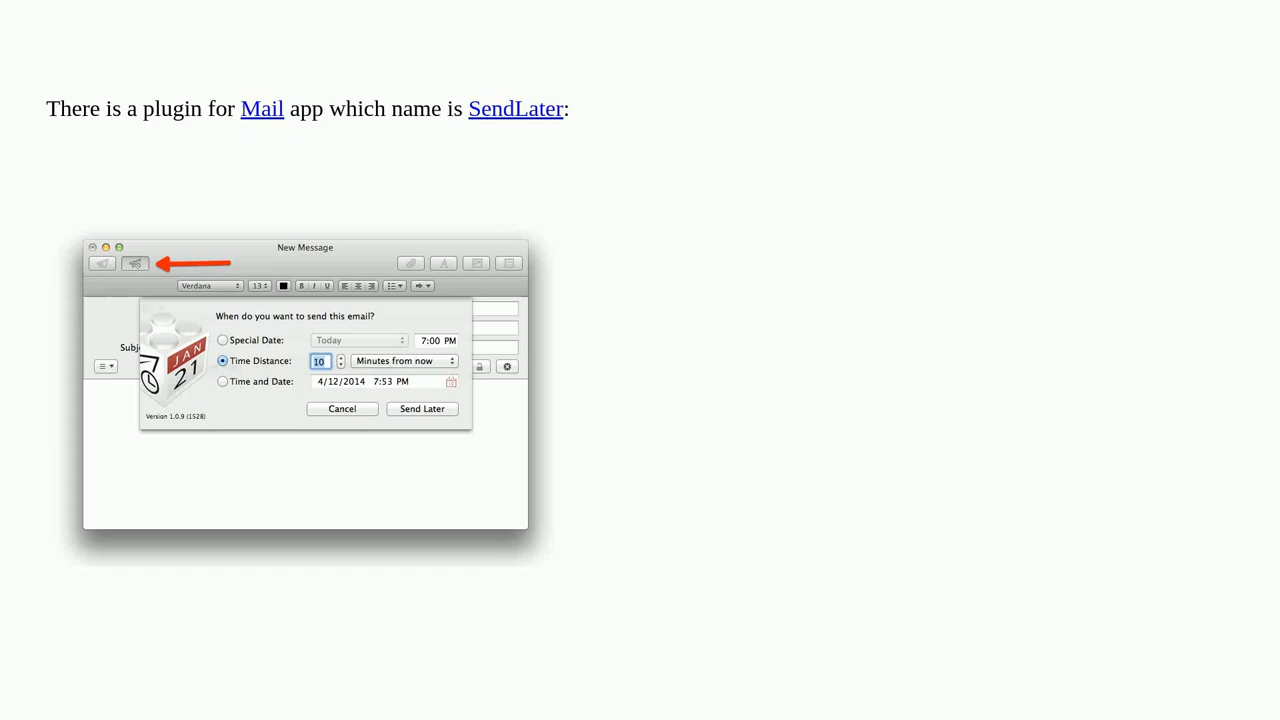 There is a plugin for Mail app which name is SendLater:
New Message
Verdana 13 B I U
When do you want to send this email?
Special Date: Today 7:00 PM
Subj
Time Distance: 10 Minutes from now
Time and Date: 4/12/2014 7:53 PM
JAN
21
Cancel Send Later
Version 1.0.9 (1528)